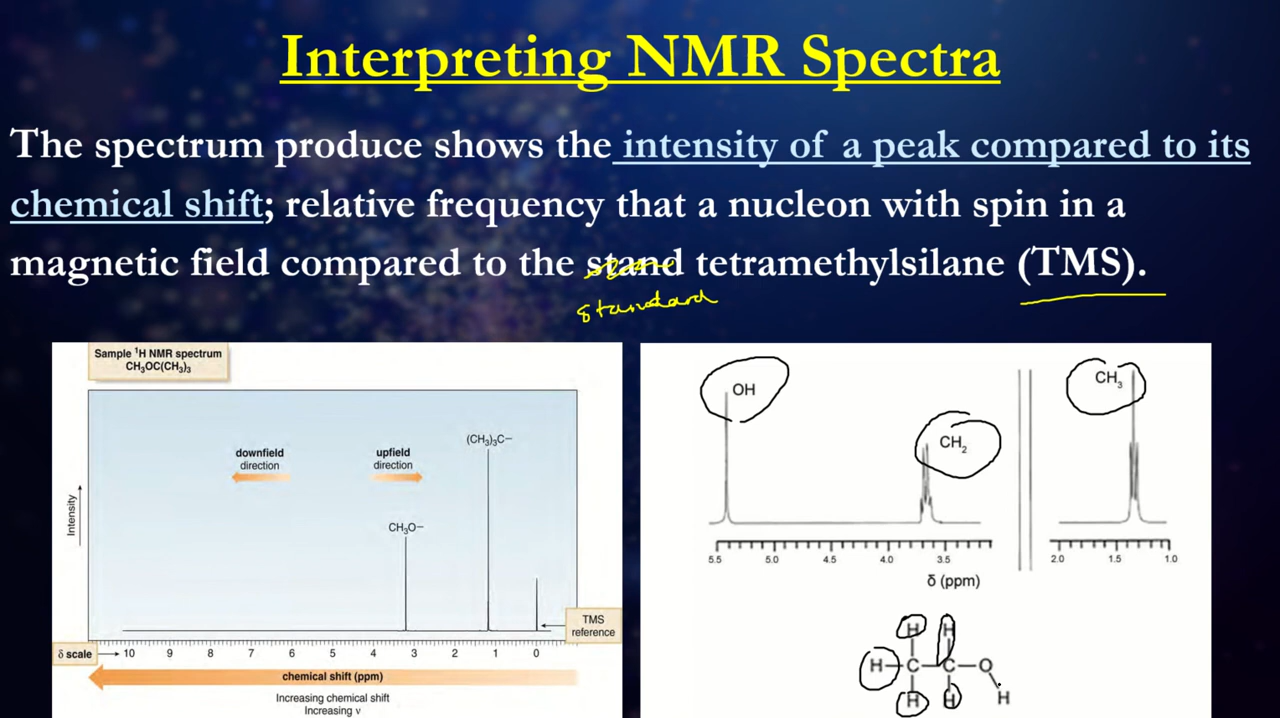 Interpreting NMR Spectra
The spectrum produce shows the intensity of a peak compared to its
chemical shift; relative frequency that a nucleon with spin in a
magnetic field compared to the stand tetramethylsilane (TMS).
standard
Sample ¹H NMR spectrum
CH₃OC(CH₃)₃
(CH₃)₃C–
downfield
direction
upfield
direction
CH₃O–
Intensity
TMS
reference
δ scale 10 9 8 7 6 5 4 3 2 1 0
chemical shift (ppm)
Increasing chemical shift
Increasing ν
OH
CH₂
CH₃
5.5 5.0 4.5 4.0 3.5 2.0 1.5 1.0
δ (ppm)
H H
H C C O
H H H